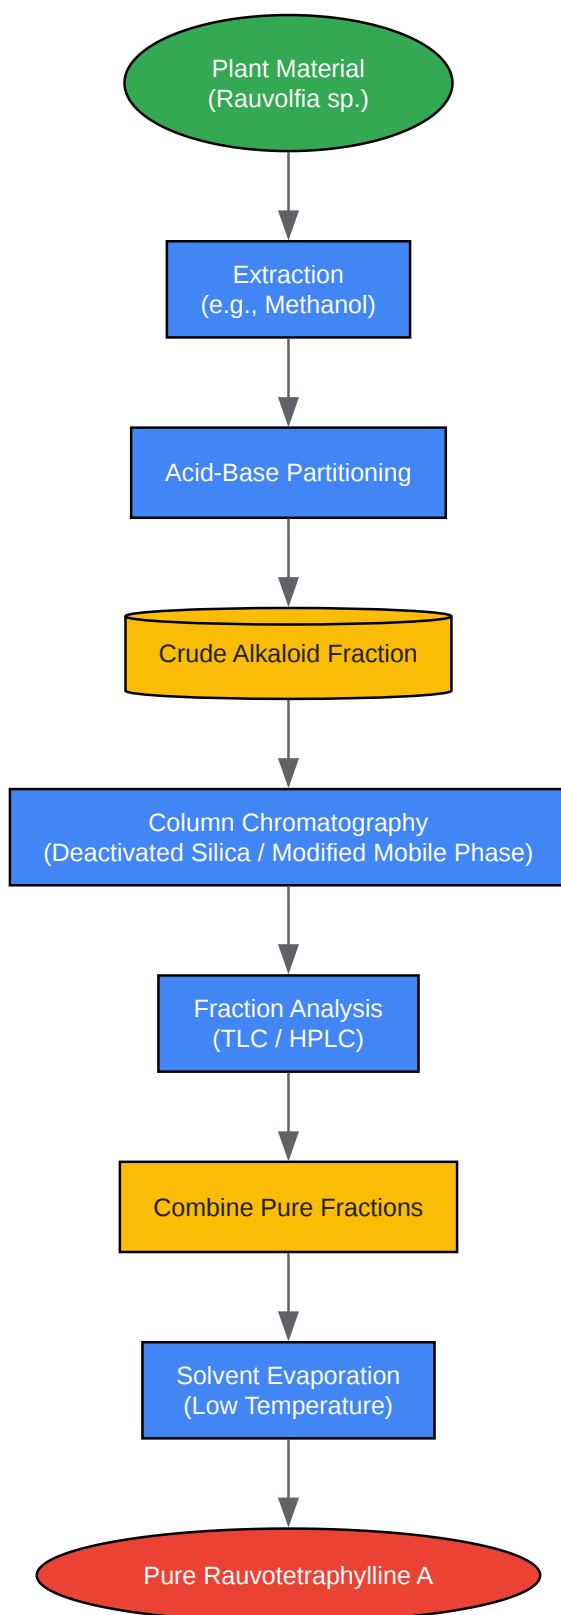 Plant Material
(Rauvolfia sp.)
Extraction
(e.g., Methanol)
Acid-Base Partitioning
Crude Alkaloid Fraction
Column Chromatography
(Deactivated Silica / Modified Mobile Phase)
Fraction Analysis
(TLC / HPLC)
Combine Pure Fractions
Solvent Evaporation
(Low Temperature)
Pure Rauvotetraphylline A